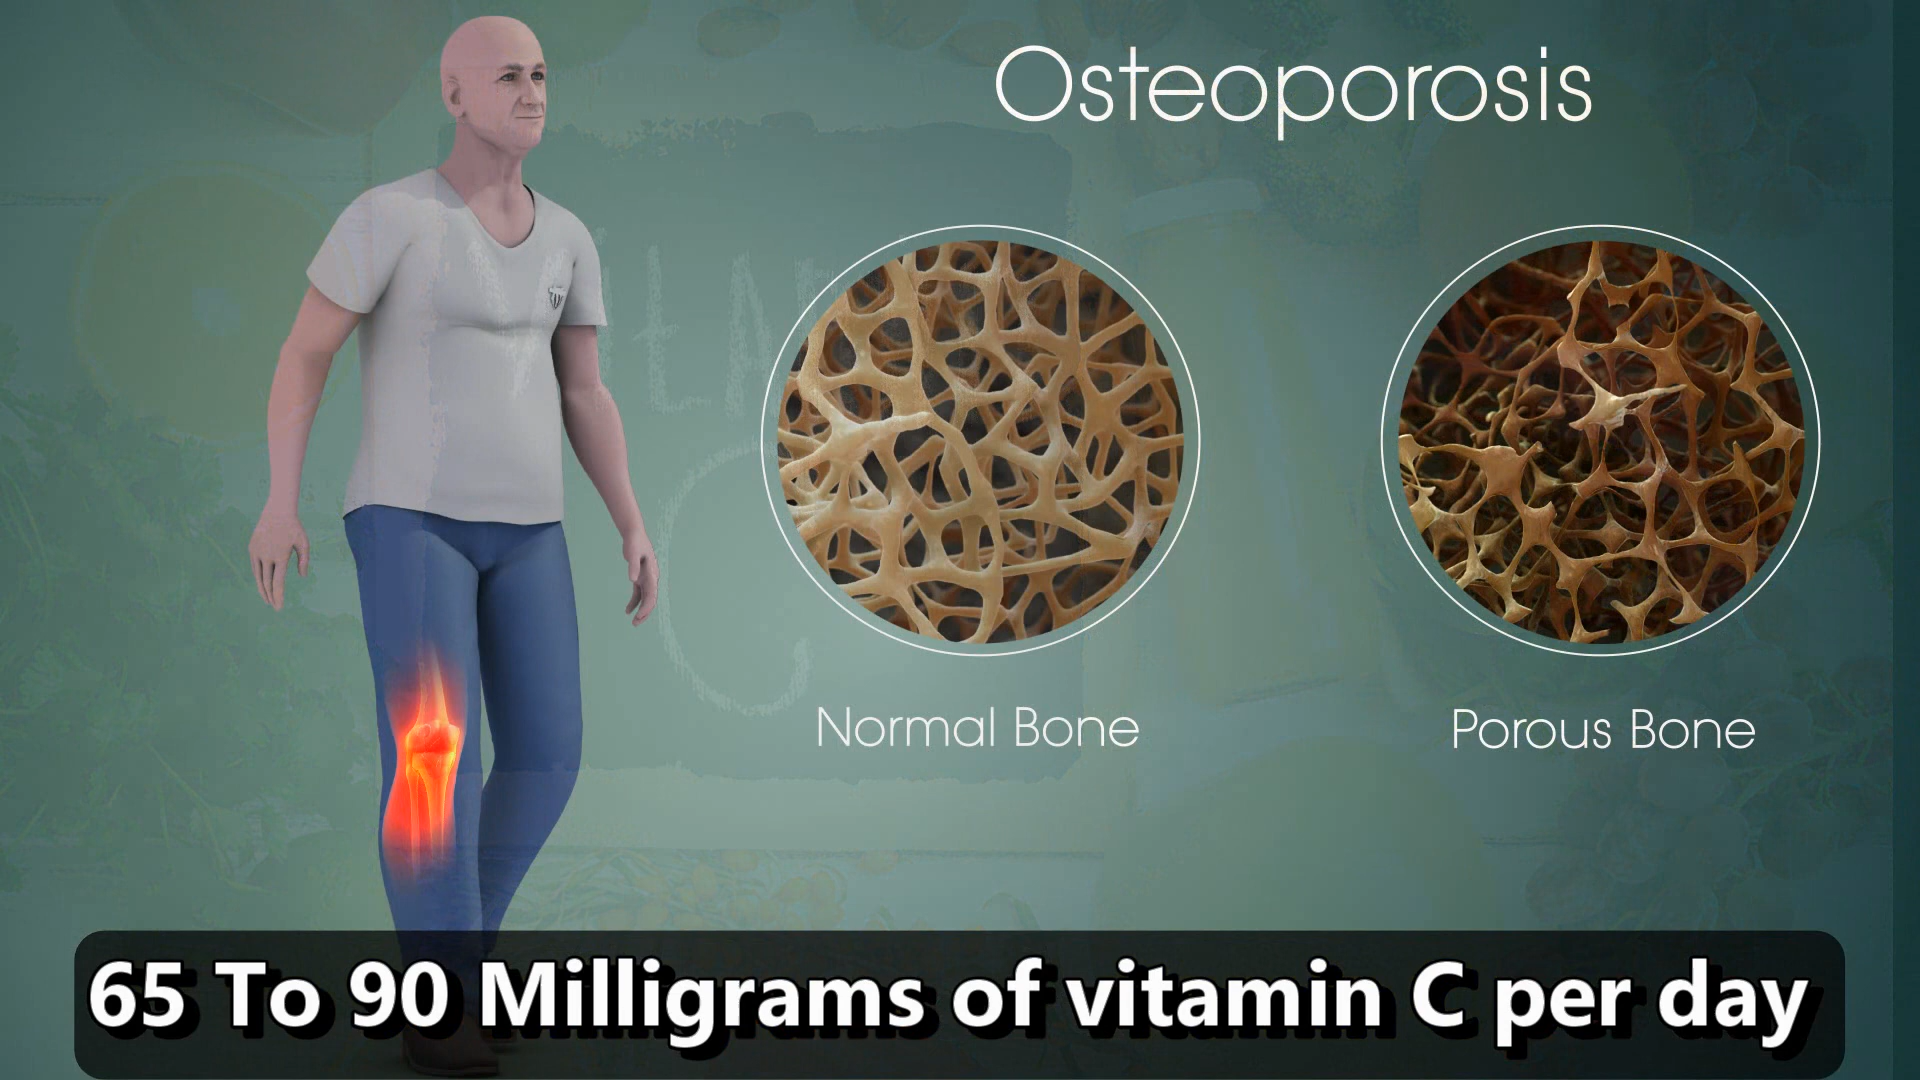 Osteoporosis
Normal Bone
Porous Bone
65 To 90 Milligrams of vitamin C per day